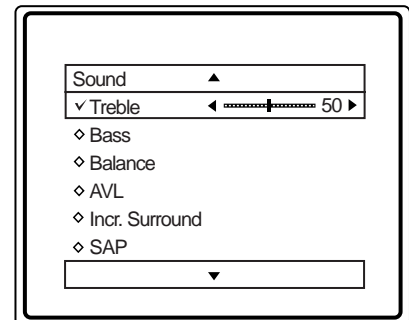 Sound
Treble 50
Bass
Balance
AVL
Incr. Surround
SAP